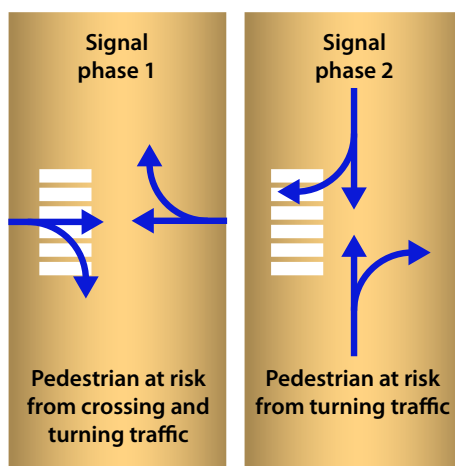 Signal
phase 1
Pedestrian at risk
from crossing and
turning traffic
Signal
phase 2
Pedestrian at risk
from turning traffic